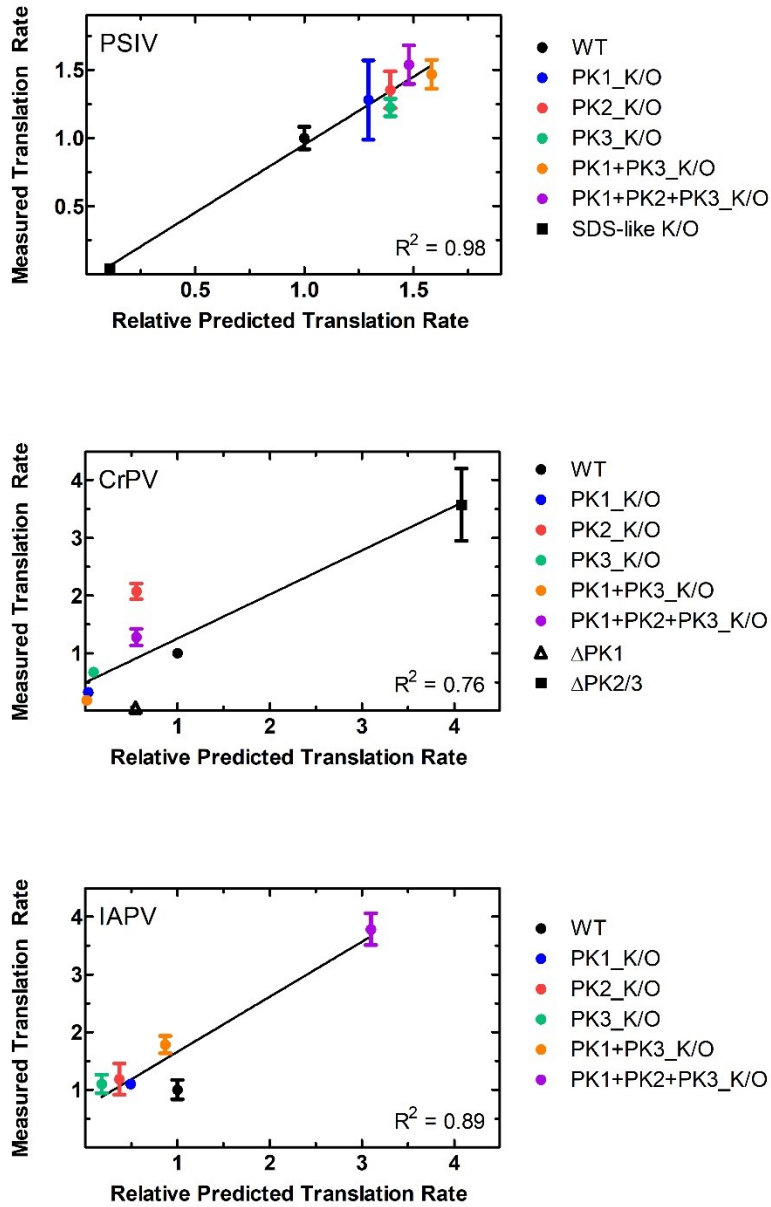 PSIV
Measured Translation Rate
1.5
1.0
0.5
0.5
1.0
1.5
R² = 0.98
Relative Predicted Translation Rate
WT
PK1_K/O
PK2_K/O
PK3_K/O
PK1+PK3_K/O
PK1+PK2+PK3_K/O
SDS-like K/O
CrPV
Measured Translation Rate
4
3
2
1
1
2
3
4
R² = 0.76
Relative Predicted Translation Rate
WT
PK1_K/O
PK2_K/O
PK3_K/O
PK1+PK3_K/O
PK1+PK2+PK3_K/O
ΔPK1
ΔPK2/3
IAPV
Measured Translation Rate
4
3
2
1
1
2
3
4
R² = 0.89
Relative Predicted Translation Rate
WT
PK1_K/O
PK2_K/O
PK3_K/O
PK1+PK3_K/O
PK1+PK2+PK3_K/O